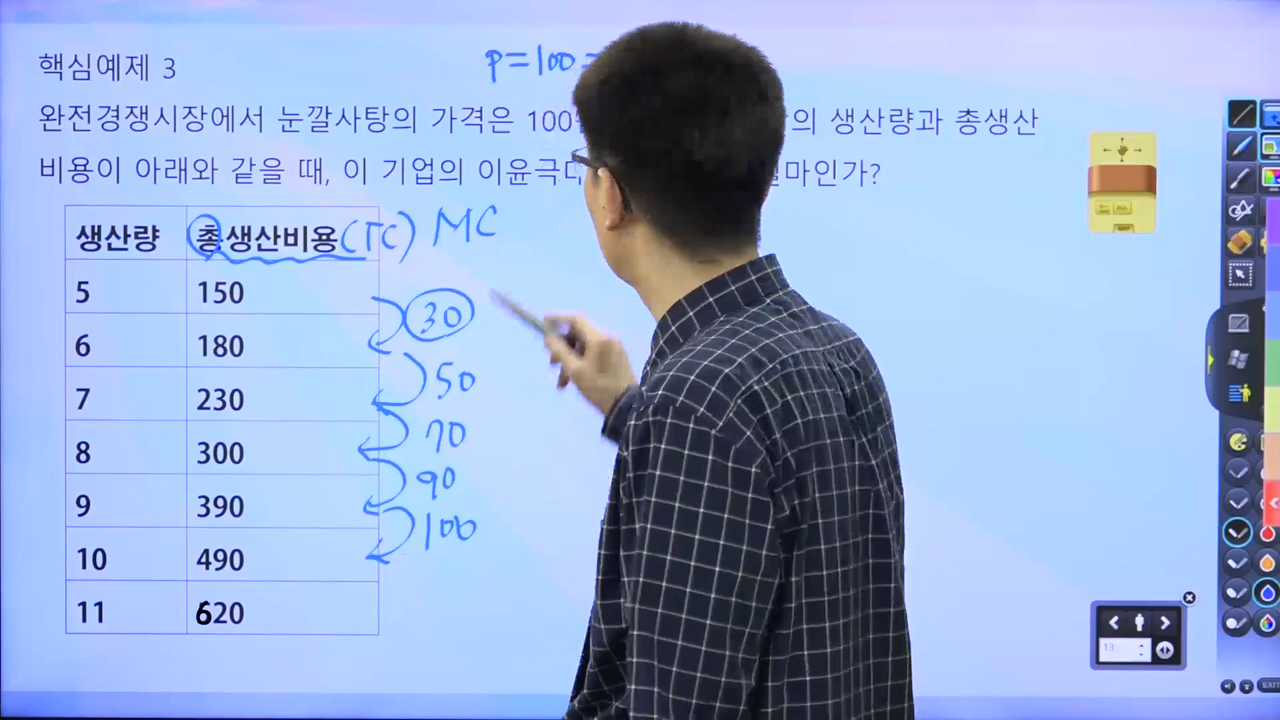 핵심예제 3
p=100=
완전경쟁시장에서 눈깔사탕의 가격은 100 의 생산량과 총생산
비용이 아래와 같을 때, 이 기업의 이윤극대 얼마인가?
생산량 총생산비용 (TC) MC
5 150
30
6 180
50
7 230
70
8 300
90
9 390
100
10 490
11 620
13
EXIT